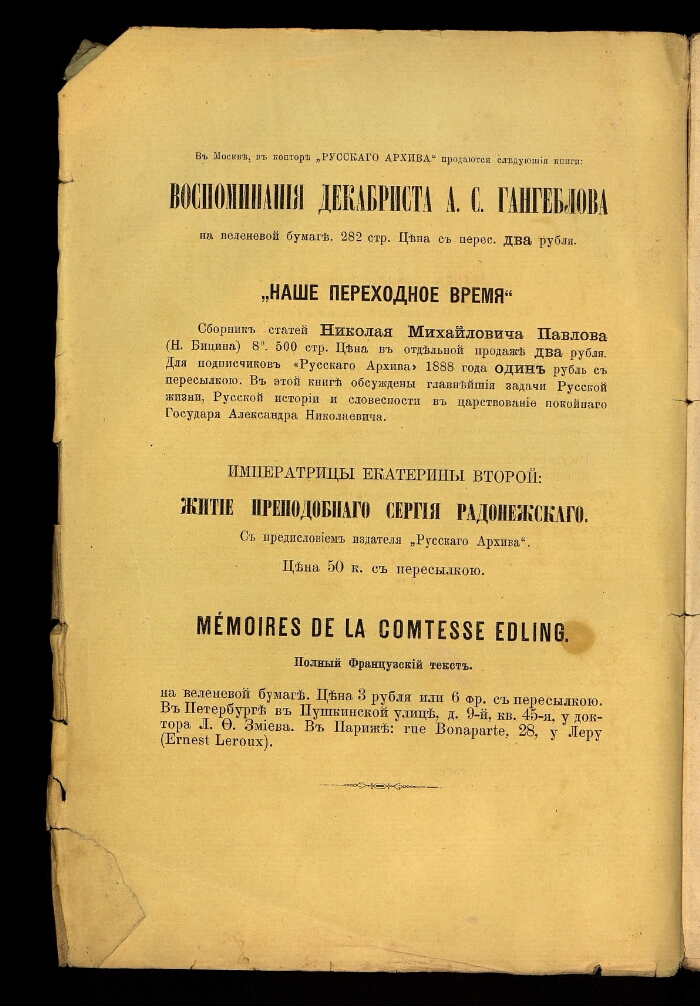 Въ Москвѣ, въ конторѣ „РУССКАГО АРХИВА“ продаются слѣдующія книги:
ВОСПОМИНАНІЯ ДЕКАБРИСТА А. С. ГАНГЕБЛОВА
на веленевой бумагѣ. 282 стр. Цѣна съ перес. два рубля.
„НАШЕ ПЕРЕХОДНОЕ ВРЕМЯ“
Сборникъ статей Николая Михайловича Павлова
(Н. Бицина) 8°. 500 стр. Цѣна въ отдѣльной продажѣ два рубля.
Для подписчиковъ «Русскаго Архива» 1888 года одинъ рубль съ
пересылкою. Въ этой книгѣ обсуждены главнѣйшія задачи Русской
жизни, Русской исторіи и словесности въ царствованіе покойнаго
Государя Александра Николаевича.
ИМПЕРАТРИЦЫ ЕКАТЕРИНЫ ВТОРОЙ:
ЖИТІЕ ПРЕПОДОБНАГО СЕРГІЯ РАДОНЕЖСКАГО.
Съ предисловіемъ издателя „Русскаго Архива“.
Цѣна 50 к. съ пересылкою.
MÉMOIRES DE LA COMTESSE EDLING.
Полный Французскій текстъ.
на веленевой бумагѣ. Цѣна 3 рубля или 6 фр. съ пересылкою.
Въ Петербургѣ въ Пушкинской улицѣ, д. 9-й, кв. 45-я, у док-
тора Л. Ѳ. Зміева. Въ Парижѣ: rue Bonaparte, 28, у Леру
(Ernest Leroux).